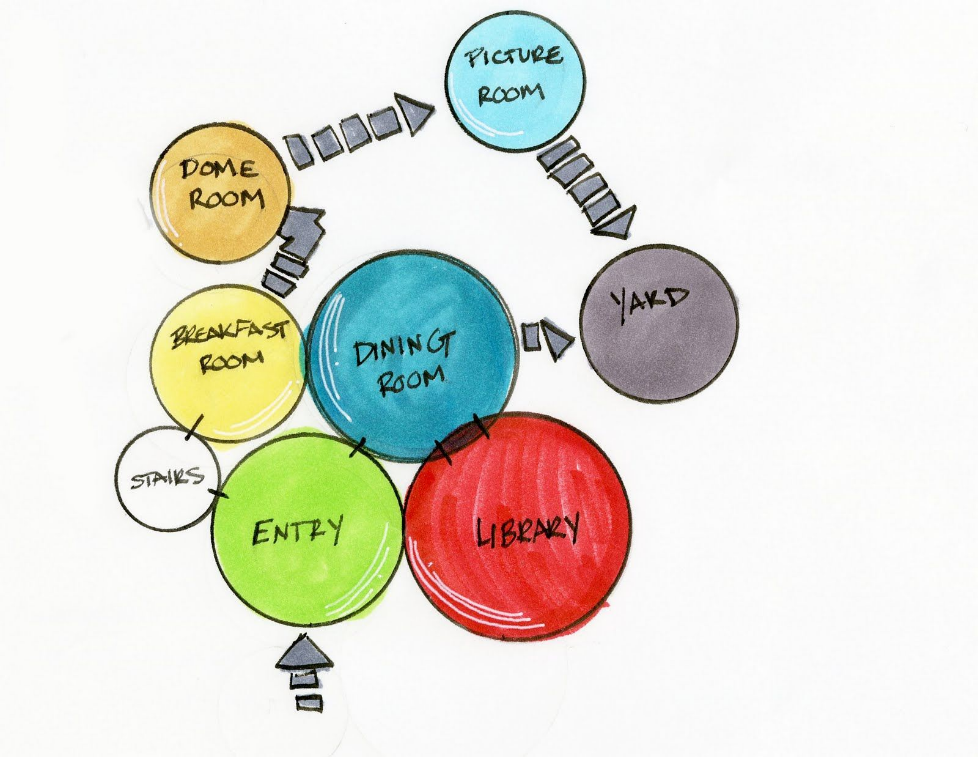 PICTURE
ROOM
DOME
ROOM
YARD
BREAKFAST
ROOM
DINING
ROOM
STAIRS
ENTRY
LIBRARY